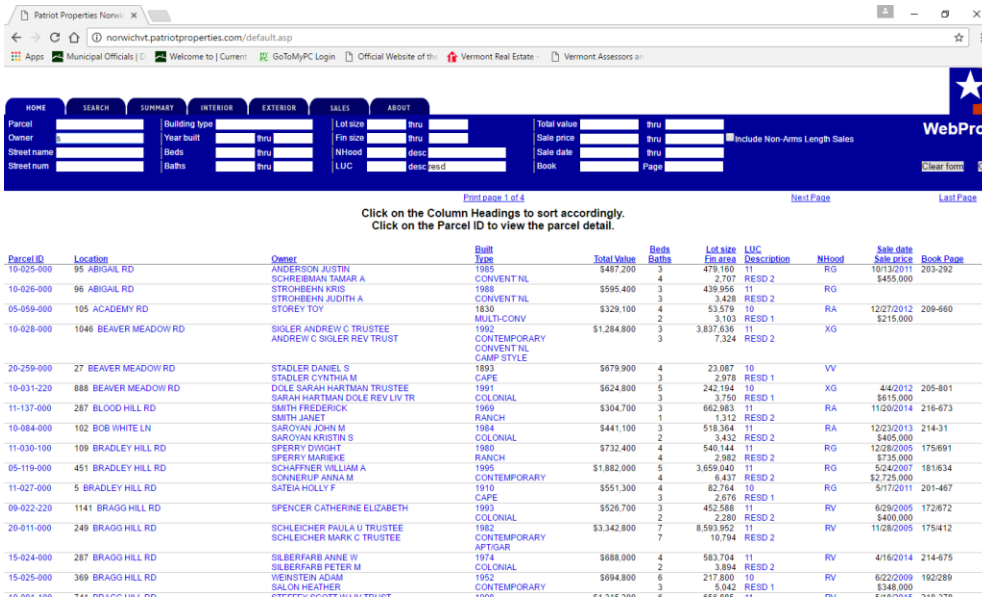 Patriot Properties Norwic
norwichvt.patriotproperties.com/default.asp
Apps Municipal Officials | D Welcome to | Current GoToMyPC Login Official Website of the Vermont Real Estate - Vermont Assessors an
HOME SEARCH SUMMARY INTERIOR EXTERIOR SALES ABOUT
Parcel Building type Lot size thru Total value thru
Owner s Year built thru Fin size thru Sale price thru Include Non-Arms Length Sales WebPro
Street name Beds thru NHood desc Sale date thru
Street num Baths thru LUC desc resd Book Page Clear form
Print page 1 of 4 Next Page Last Page
Click on the Column Headings to sort accordingly.
Click on the Parcel ID to view the parcel detail.
Built Beds Lot size LUC Sale date
Parcel ID Location Owner Type Total Value Baths Fin area Description NHood Sale price Book Page
10-025-000 95 ABIGAIL RD ANDERSON JUSTIN 1985 $487,200 3 479,160 11 RG 10/13/2011 203-292
SCHREIBMAN TAMAR A CONVENT'NL 4 2,707 RESD 2 $455,000
10-026-000 96 ABIGAIL RD STROHBEHN KRIS 1988 $595,400 3 439,956 11 RG
STROHBEHN JUDITH A CONVENT'NL 3 3,428 RESD 2
05-059-000 105 ACADEMY RD STOREY TOY 1830 $329,100 4 53,579 10 RA 12/27/2012 209-660
MULTI-CONV 2 3,103 RESD 1 $215,000
10-028-000 1046 BEAVER MEADOW RD SIGLER ANDREW C TRUSTEE 1992 $1,284,800 3 3,837,636 11 XG
ANDREW C SIGLER REV TRUST CONTEMPORARY 3 7,324 RESD 2
CONVENT'NL
CAMP STYLE
20-259-000 27 BEAVER MEADOW RD STADLER DANIEL S 1893 $679,900 4 23,087 10 VV
STADLER CYNTHIA M CAPE 3 2,978 RESD 1
10-031-220 888 BEAVER MEADOW RD DOLE SARAH HARTMAN TRUSTEE 1991 $624,800 5 242,194 10 XG 4/4/2012 205-801
SARAH HARTMAN DOLE REV LIV TR COLONIAL 3 3,750 RESD 1 $615,000
11-137-000 287 BLOOD HILL RD SMITH FREDERICK 1969 $304,700 3 662,983 11 RA 11/20/2014 216-673
SMITH JANET RANCH 1 1,312 RESD 2
10-084-000 102 BOB WHITE LN SAROYAN JOHN M 1984 $441,100 3 518,364 11 RA 12/23/2013 214-31
SAROYAN KRISTIN S COLONIAL 2 3,432 RESD 2 $405,000
11-030-100 109 BRADLEY HILL RD SPERRY DWIGHT 1980 $732,400 4 540,144 11 RG 12/28/2005 175/691
SPERRY MARIEKE RANCH 4 2,982 RESD 2 $735,000
05-119-000 451 BRADLEY HILL RD SCHAFFNER WILLIAM A 1995 $1,882,000 5 3,659,040 11 RG 5/24/2007 181/634
SONNERUP ANNA M CONTEMPORARY 4 6,437 RESD 2 $2,725,000
11-027-000 5 BRADLEY HILL RD SATEIA HOLLY F 1910 $551,300 4 82,764 10 RG 5/17/2011 201-467
CAPE 3 2,676 RESD 1
09-022-220 1141 BRAGG HILL RD SPENCER CATHERINE ELIZABETH 1993 $526,700 3 452,588 11 RV 6/29/2005 172/672
COLONIAL 2 2,280 RESD 2 $400,000
20-011-000 249 BRAGG HILL RD SCHLEICHER PAULA U TRUSTEE 1982 $3,342,800 7 8,593,952 11 RV 11/28/2005 175/412
SCHLEICHER MARK C TRUSTEE CONTEMPORARY 7 10,794 RESD 2
APT/GAR
15-024-000 287 BRAGG HILL RD SILBERFARB ANNE W 1974 $688,000 4 583,704 11 RV 4/16/2014 214-675
SILBERFARB PETER M COLONIAL 2 3,894 RESD 2
15-025-000 369 BRAGG HILL RD WEINSTEIN ADAM 1952 $694,800 6 217,800 10 RV 6/22/2009 192/289
SALON HEATHER CONTEMPORARY 3 5,042 RESD 1 $348,000